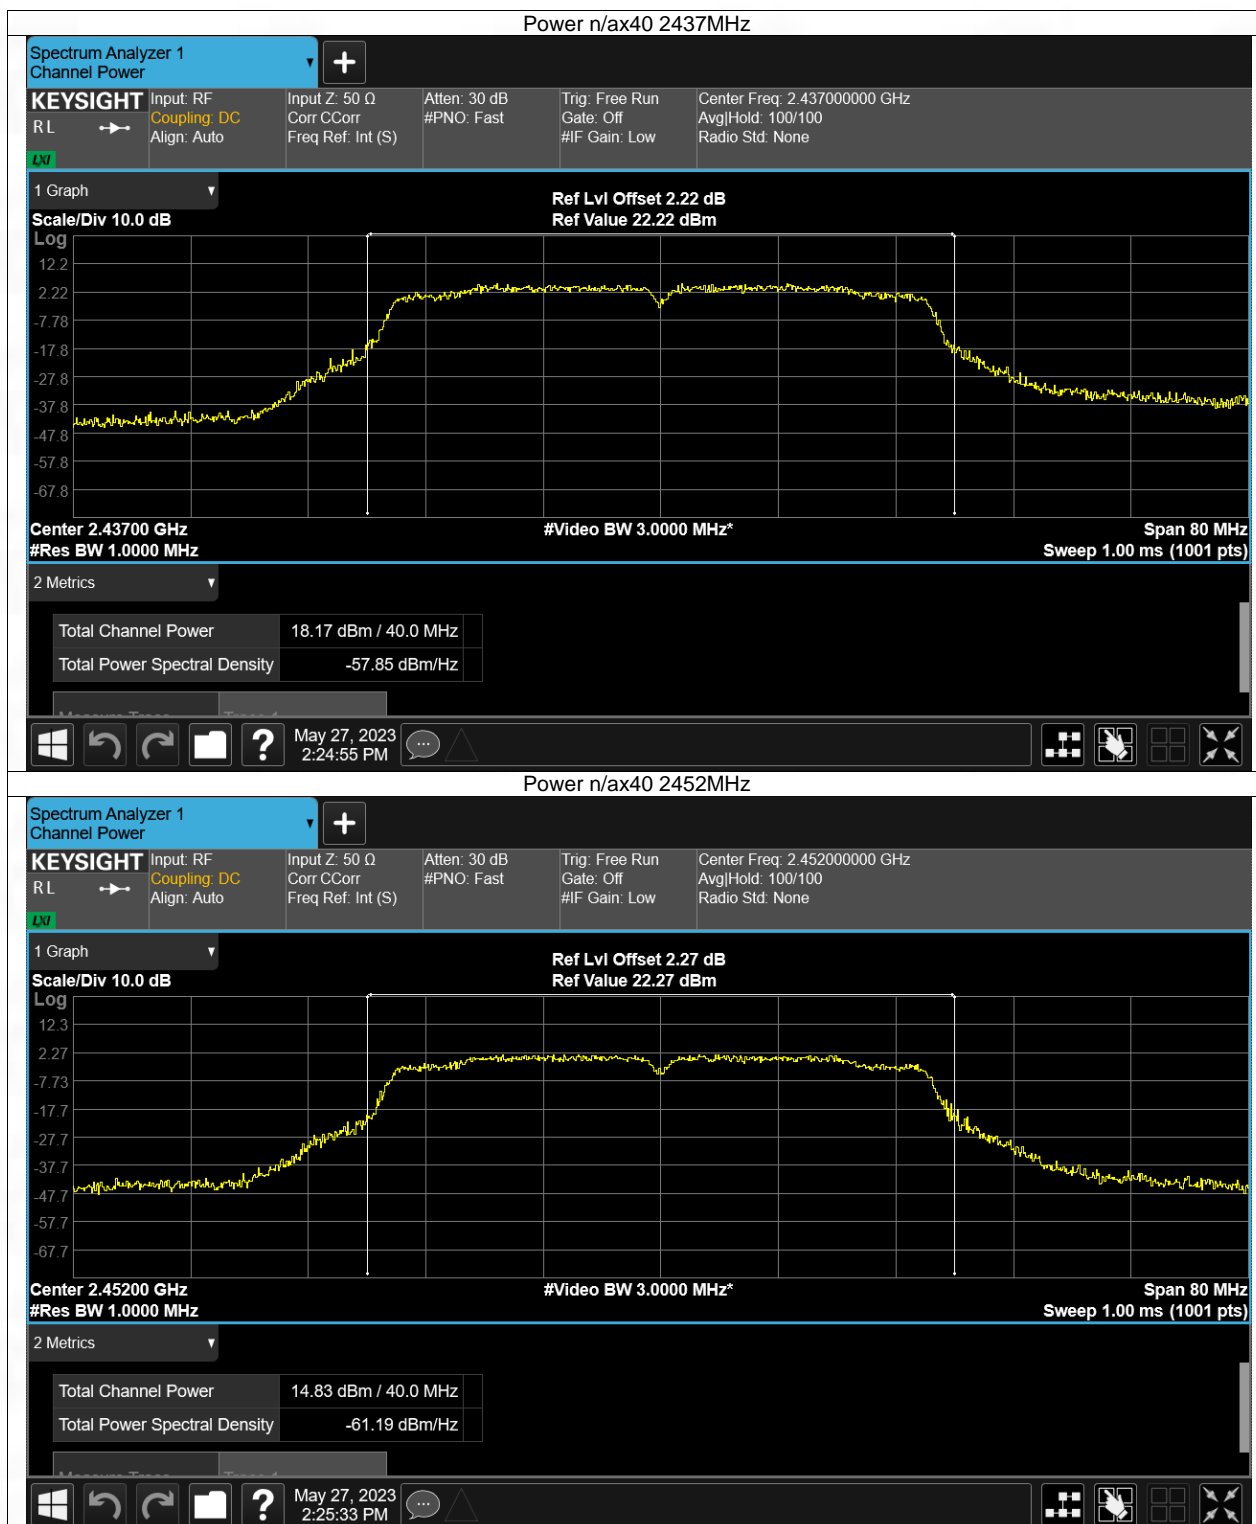 Power n/ax40 2437MHz
Spectrum Analyzer 1
Channel Power
KEYSIGHT Input: RF Input Z: 50 Ω Atten: 30 dB Trig: Free Run Center Freq: 2.437000000 GHz
RL Coupling: DC Corr CCorr #PNO: Fast Gate: Off Avg|Hold: 100/100
Align: Auto Freq Ref: Int (S) #IF Gain: Low Radio Std: None
LXI
1 Graph
Ref Lvl Offset 2.22 dB
Scale/Div 10.0 dB Ref Value 22.22 dBm
Log
12.2
2.22
-7.78
-17.8
-27.8
-37.8
-47.8
-57.8
-67.8
Center 2.43700 GHz #Video BW 3.0000 MHz* Span 80 MHz
#Res BW 1.0000 MHz Sweep 1.00 ms (1001 pts)
2 Metrics
Total Channel Power 18.17 dBm / 40.0 MHz
Total Power Spectral Density -57.85 dBm/Hz
May 27, 2023
2:24:55 PM
Power n/ax40 2452MHz
Spectrum Analyzer 1
Channel Power
KEYSIGHT Input: RF Input Z: 50 Ω Atten: 30 dB Trig: Free Run Center Freq: 2.452000000 GHz
RL Coupling: DC Corr CCorr #PNO: Fast Gate: Off Avg|Hold: 100/100
Align: Auto Freq Ref: Int (S) #IF Gain: Low Radio Std: None
LXI
1 Graph
Ref Lvl Offset 2.27 dB
Scale/Div 10.0 dB Ref Value 22.27 dBm
Log
12.3
2.27
-7.73
-17.7
-27.7
-37.7
-47.7
-57.7
-67.7
Center 2.45200 GHz #Video BW 3.0000 MHz* Span 80 MHz
#Res BW 1.0000 MHz Sweep 1.00 ms (1001 pts)
2 Metrics
Total Channel Power 14.83 dBm / 40.0 MHz
Total Power Spectral Density -61.19 dBm/Hz
May 27, 2023
2:25:33 PM